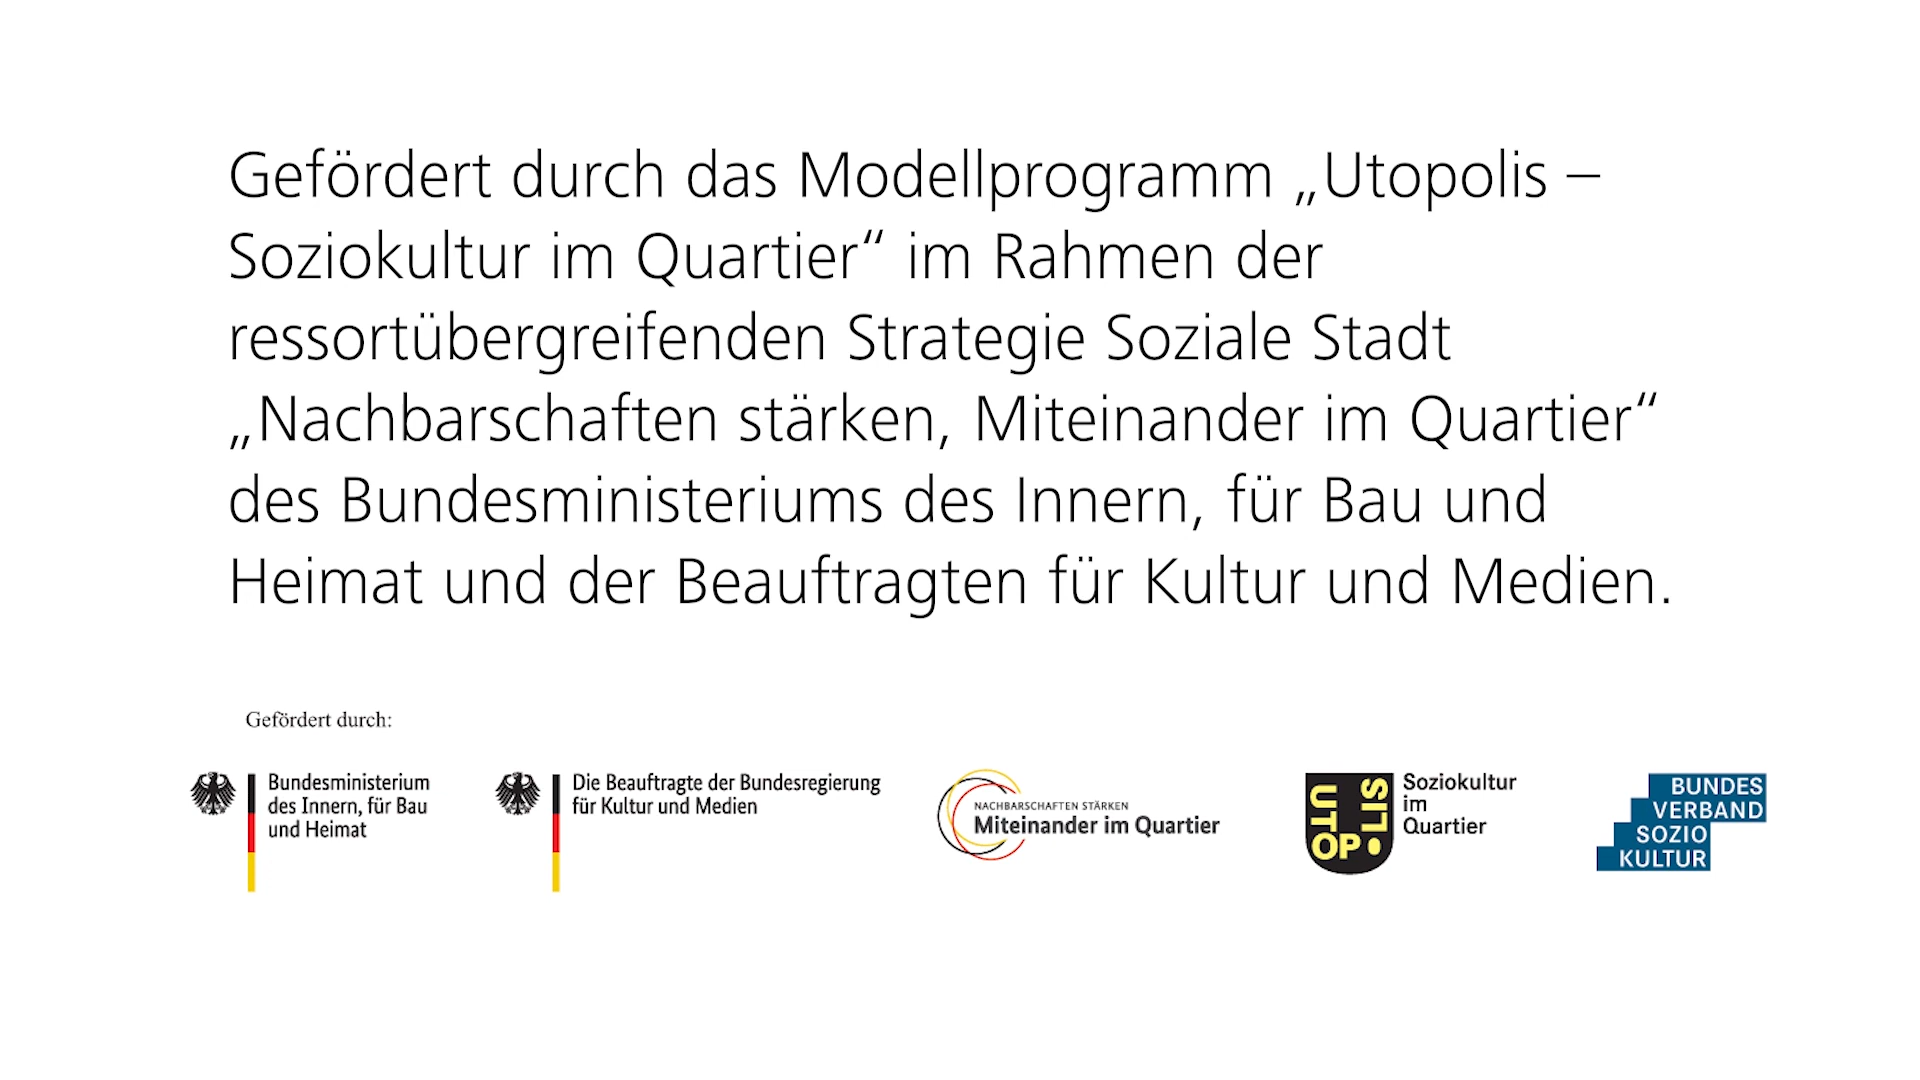 Gefördert durch das Modellprogramm „Utopolis –
Soziokultur im Quartier“ im Rahmen der
ressortübergreifenden Strategie Soziale Stadt
„Nachbarschaften stärken, Miteinander im Quartier“
des Bundesministeriums des Innern, für Bau und
Heimat und der Beauftragten für Kultur und Medien.
Gefördert durch:
Bundesministerium
des Innern, für Bau
und Heimat
Die Beauftragte der Bundesregierung
für Kultur und Medien
NACHBARSCHAFTEN STÄRKEN
Miteinander im Quartier
UTOPOLIS
Soziokultur
im
Quartier
BUNDES
VERBAND
SOZIO
KULTUR